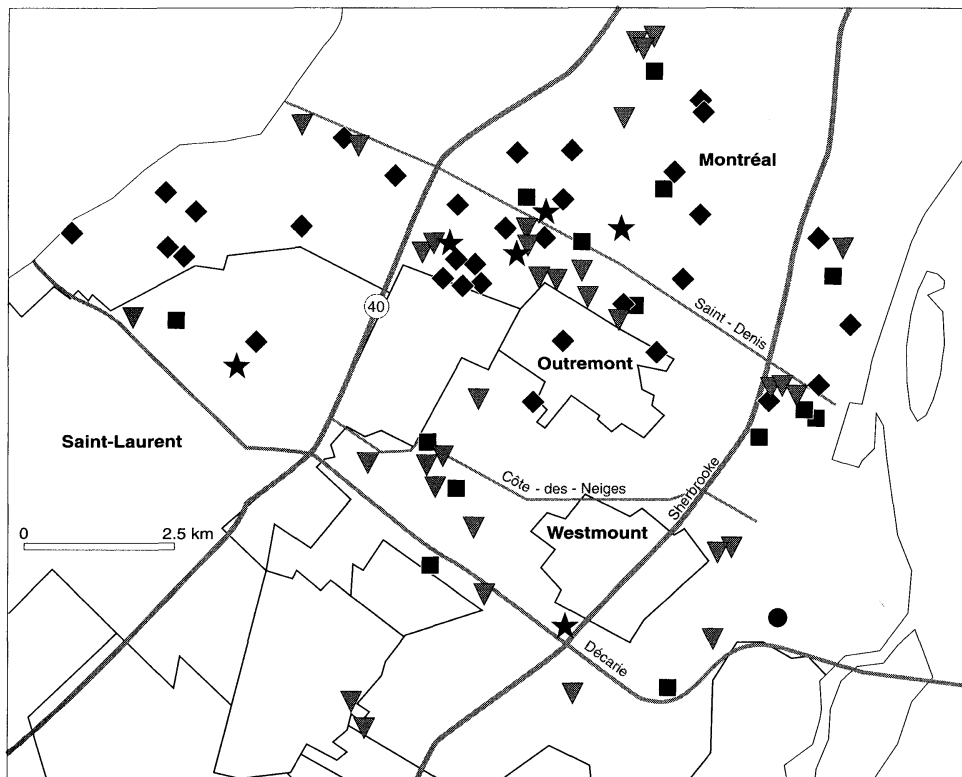 Montréal
40
Saint - Denis
Outremont
Saint-Laurent
Côte - des - Neiges
Sherbrooke
0 2.5 km
Westmount
Décarie